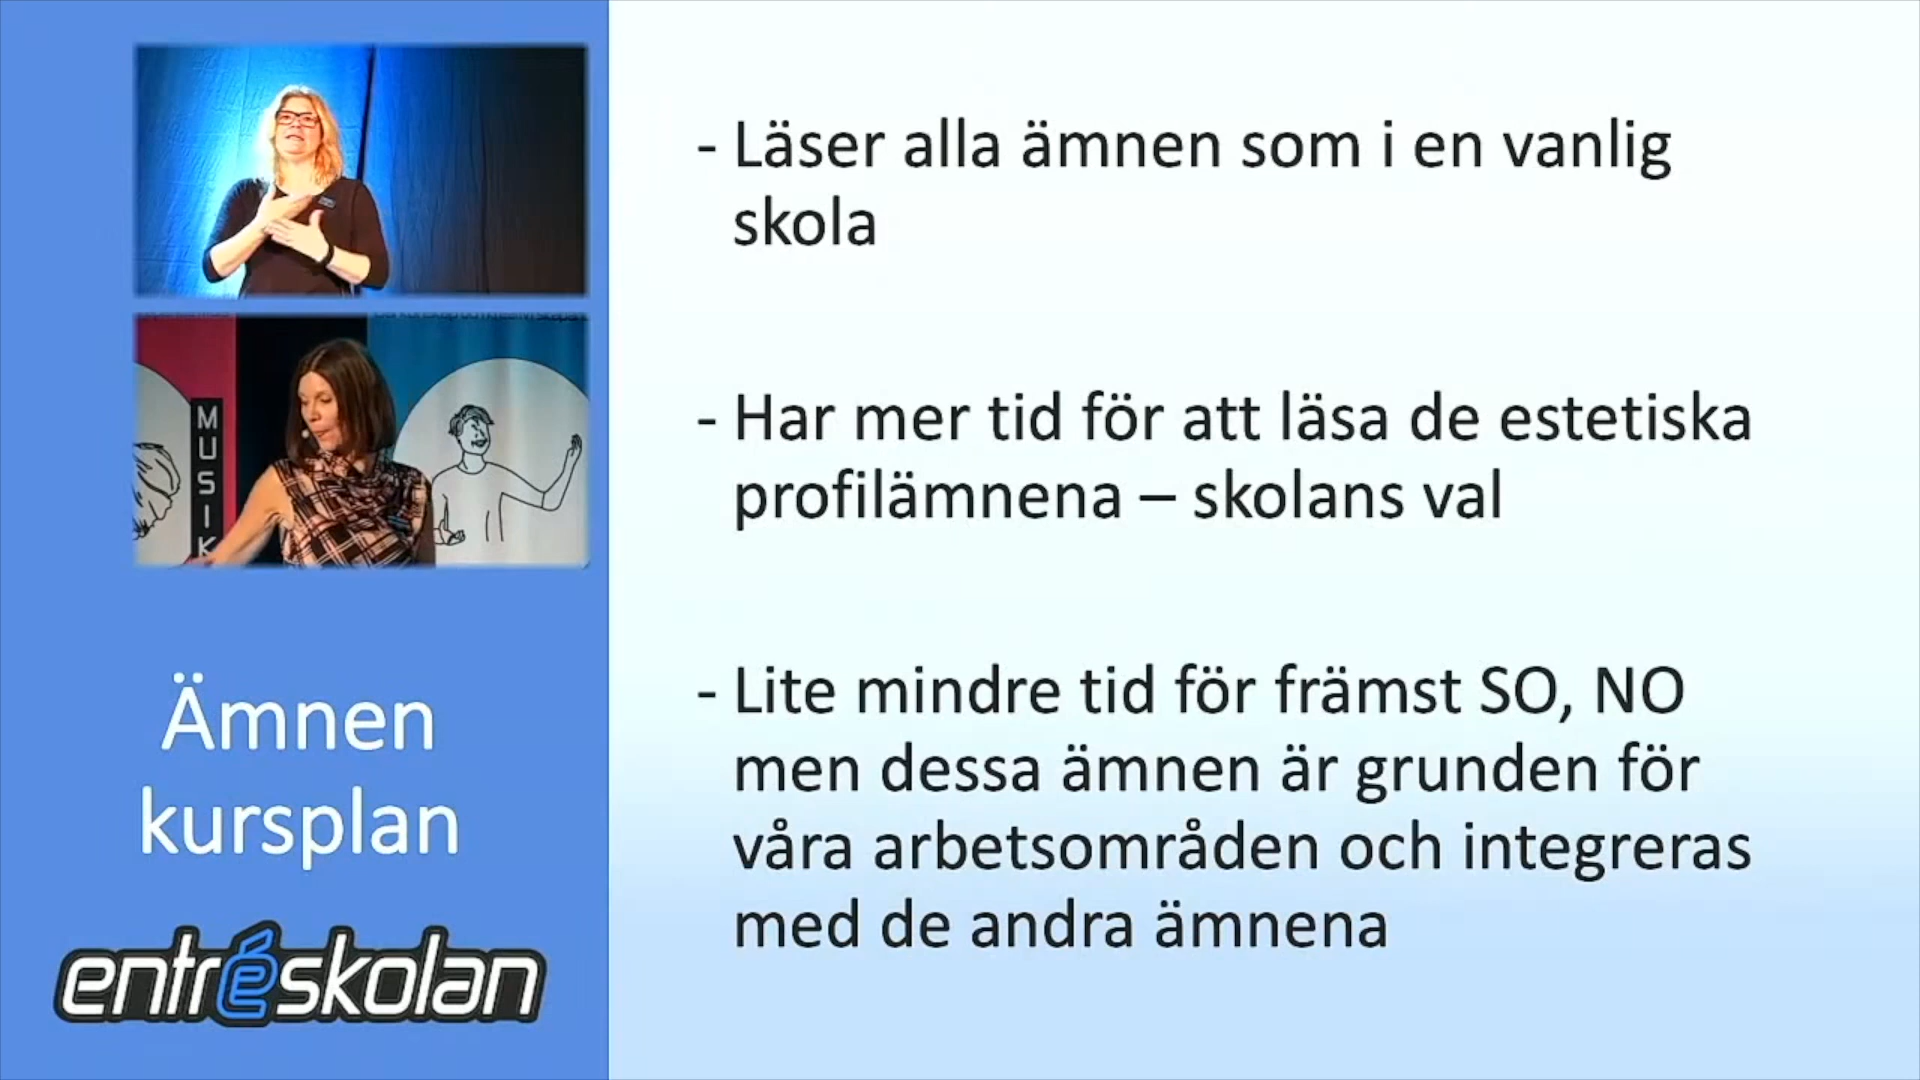 - Läser alla ämnen som i en vanlig
skola
- Har mer tid för att läsa de estetiska
profilämnena – skolans val
- Lite mindre tid för främst SO, NO
men dessa ämnen är grunden för
våra arbetsområden och integreras
med de andra ämnena
MUSIK
Ämnen
kursplan
entréskolan